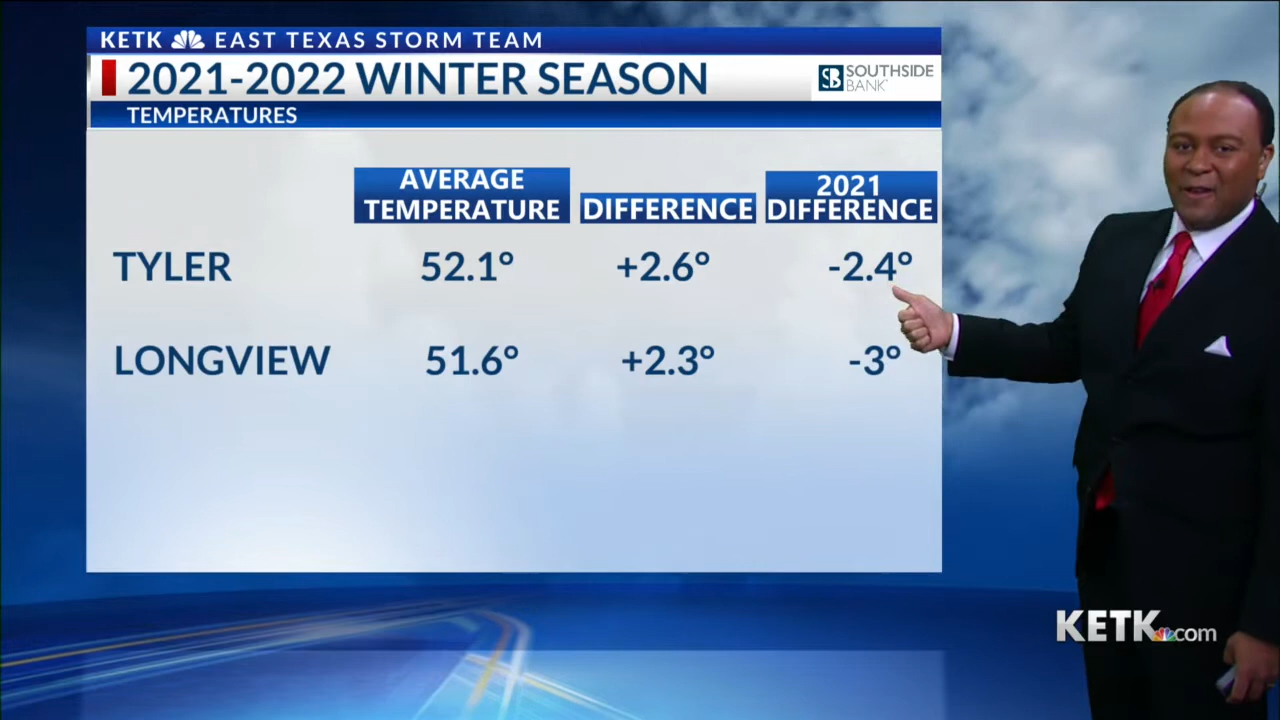 KETK EAST TEXAS STORM TEAM
2021-2022 WINTER SEASON
SB SOUTHSIDE BANK
TEMPERATURES
AVERAGE TEMPERATURE DIFFERENCE 2021 DIFFERENCE
TYLER 52.1° +2.6° -2.4°
LONGVIEW 51.6° +2.3° -3°
KETK.com